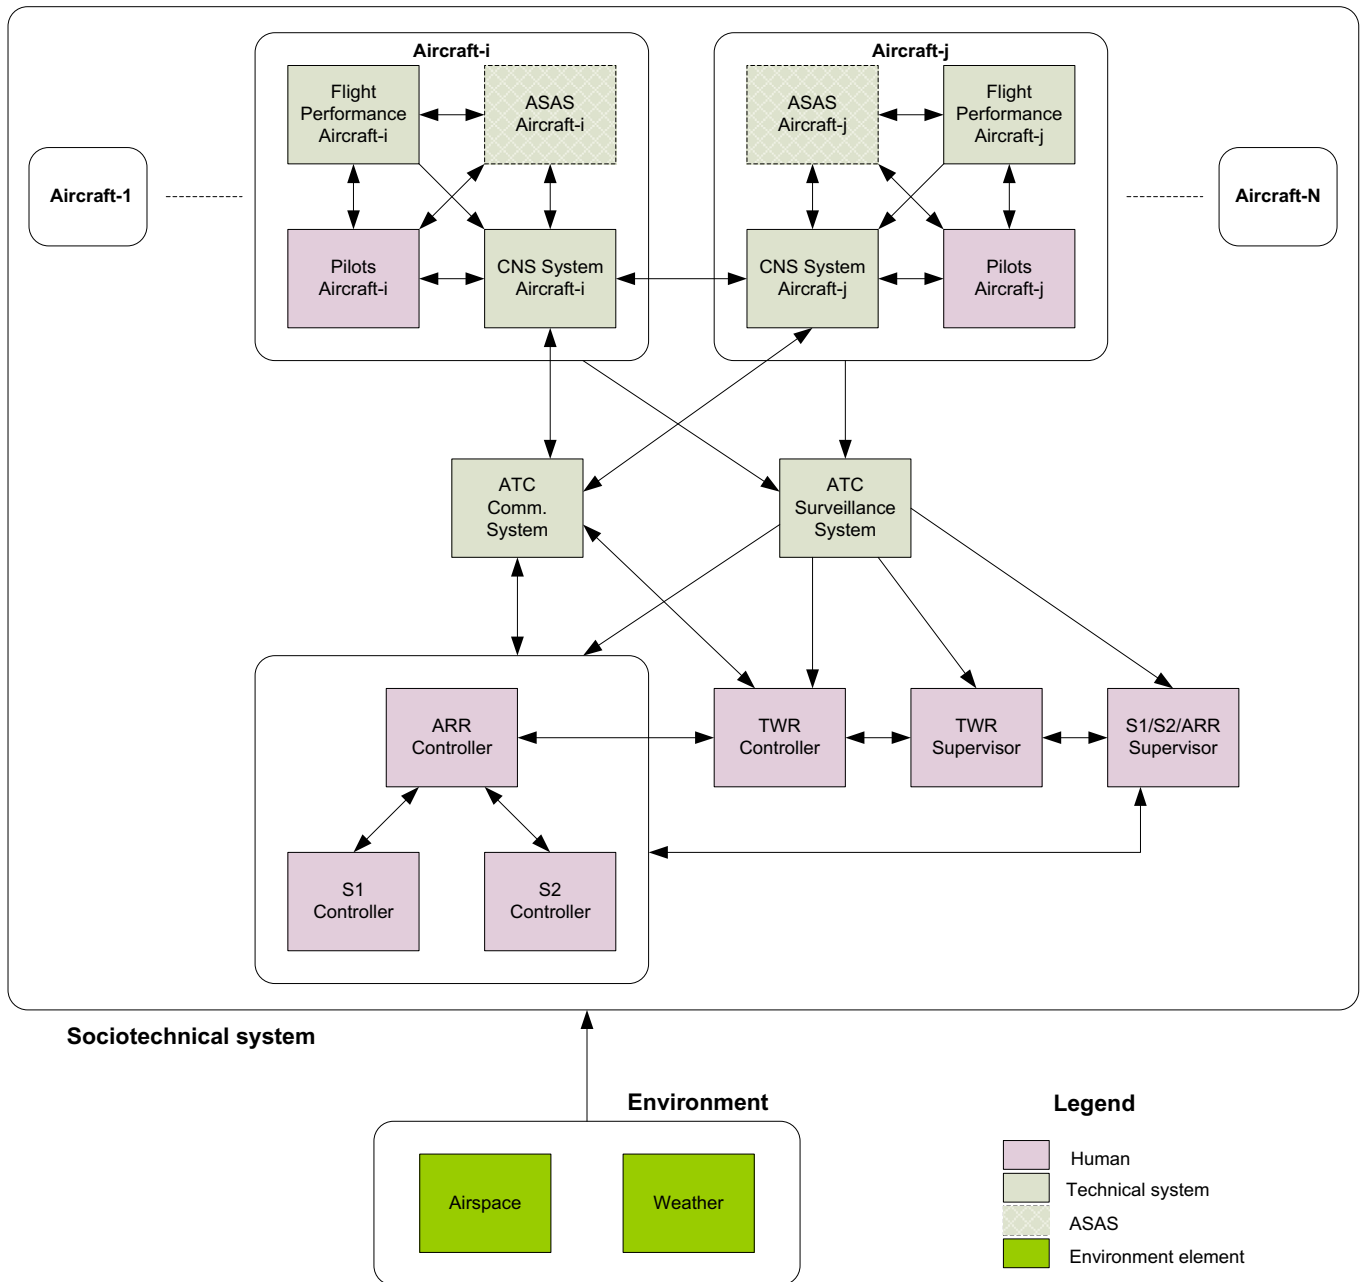 Aircraft-i
Aircraft-j
Flight
Performance
Aircraft-i
ASAS
Aircraft-i
ASAS
Aircraft-j
Flight
Performance
Aircraft-j
Aircraft-1
Aircraft-N
Pilots
Aircraft-i
CNS System
Aircraft-i
CNS System
Aircraft-j
Pilots
Aircraft-j
ATC
Comm.
System
ATC
Surveillance
System
ARR
Controller
TWR
Controller
TWR
Supervisor
S1/S2/ARR
Supervisor
S1
Controller
S2
Controller
Sociotechnical system
Environment
Airspace
Weather
Legend
Human
Technical system
ASAS
Environment element